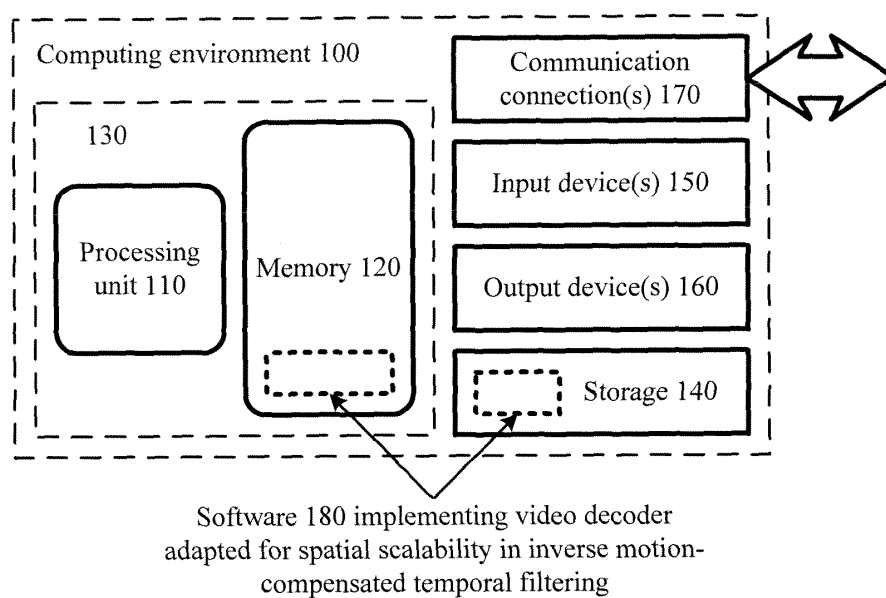 Computing environment 100
Communication
connection(s) 170
130
Input device(s) 150
Processing
unit 110
Memory 120
Output device(s) 160
Storage 140
Software 180 implementing video decoder
adapted for spatial scalability in inverse motion-
compensated temporal filtering